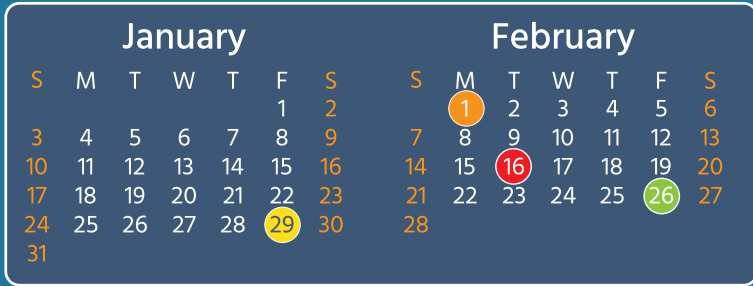 January
S M T W T F S
1 2
3 4 5 6 7 8 9
10 11 12 13 14 15 16
17 18 19 20 21 22 23
24 25 26 27 28 29 30
31
February
S M T W T F S
1 2 3 4 5 6
7 8 9 10 11 12 13
14 15 16 17 18 19 20
21 22 23 24 25 26 27
28